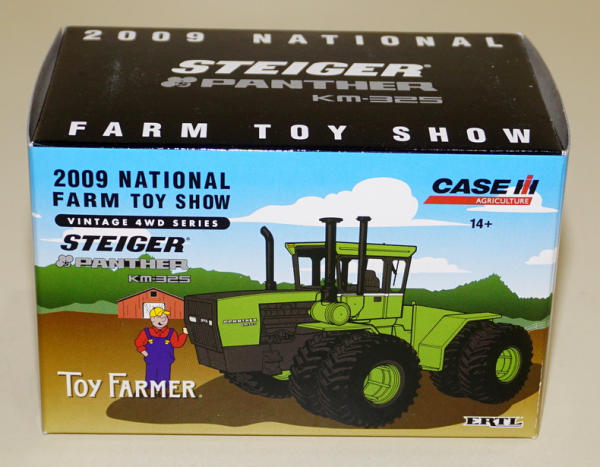 2009 NATIONAL
STEIGER®
PANTHER
KM-325
FARM TOY SHOW
2009 NATIONAL
FARM TOY SHOW
VINTAGE 4WD SERIES
STEIGER®
PANTHER
KM-325
CASE IH
AGRICULTURE
14+
PANTHER
TOY FARMER®
ERTL